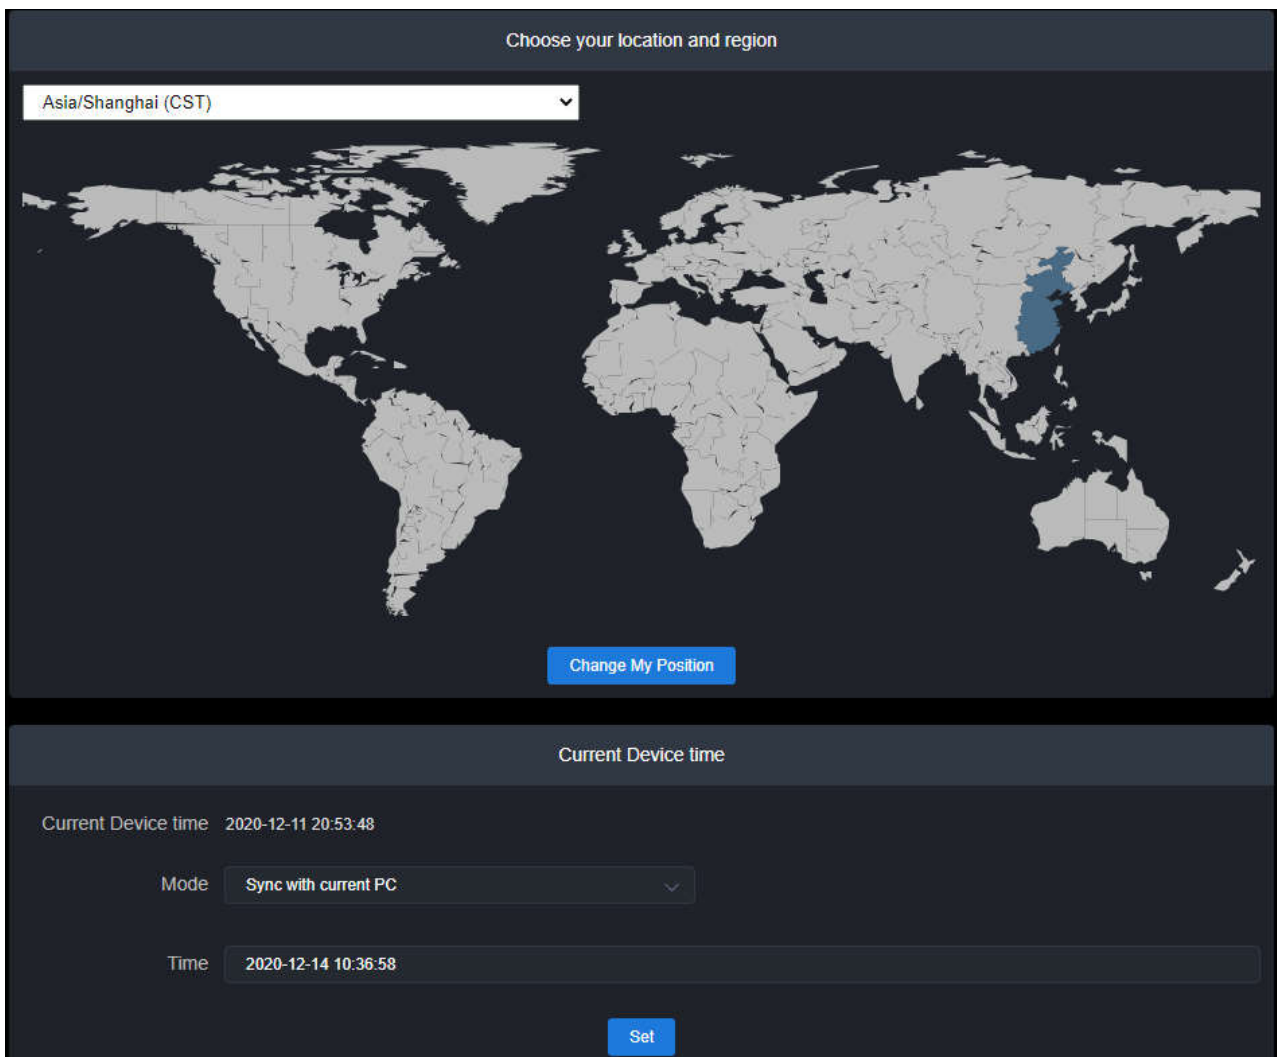 Choose your location and region
Asia/Shanghai (CST)
Change My Position
Current Device time
Current Device time 2020-12-11 20:53:48
Mode Sync with current PC
Time 2020-12-14 10:36:58
Set